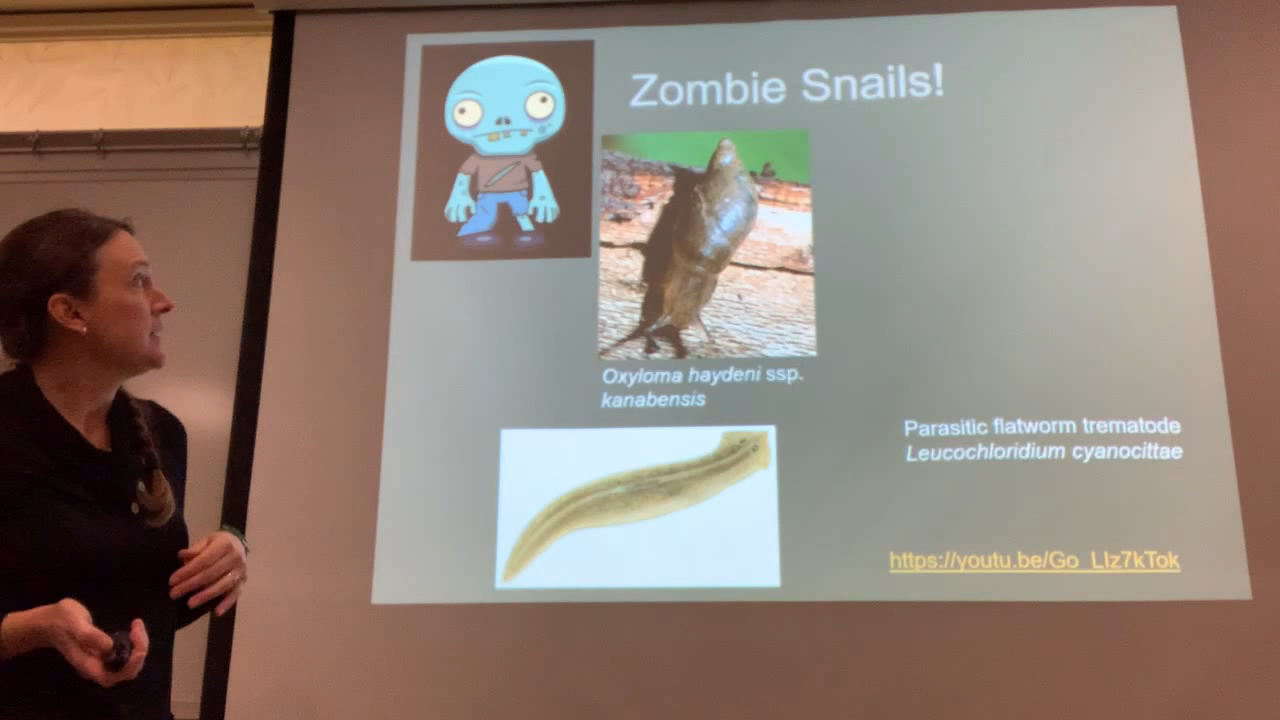 Zombie Snails!
Oxyloma haydeni ssp.
kanabensis
Parasitic flatworm trematode
Leucochloridium cyanocittae
https://youtu.be/Go_LIz7kTok